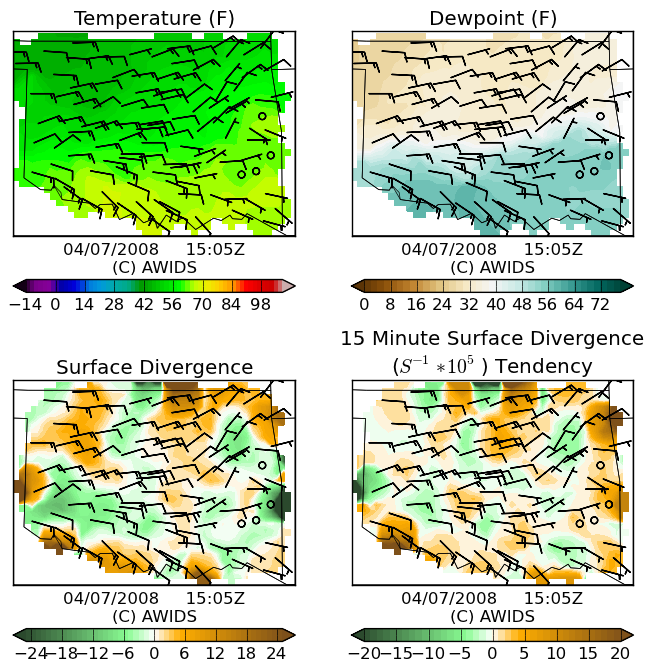 Temperature (F)
Dewpoint (F)
04/07/2008 15:05Z
(C) AWIDS
−14 0 14 28 42 56 70 84 98
04/07/2008 15:05Z
(C) AWIDS
0 8 16 24 32 40 48 56 64 72
Surface Divergence
15 Minute Surface Divergence
(S⁻¹ *10⁵ ) Tendency
04/07/2008 15:05Z
(C) AWIDS
−24 −18 −12 −6 0 6 12 18 24
04/07/2008 15:05Z
(C) AWIDS
−20 −15 −10 −5 0 5 10 15 20